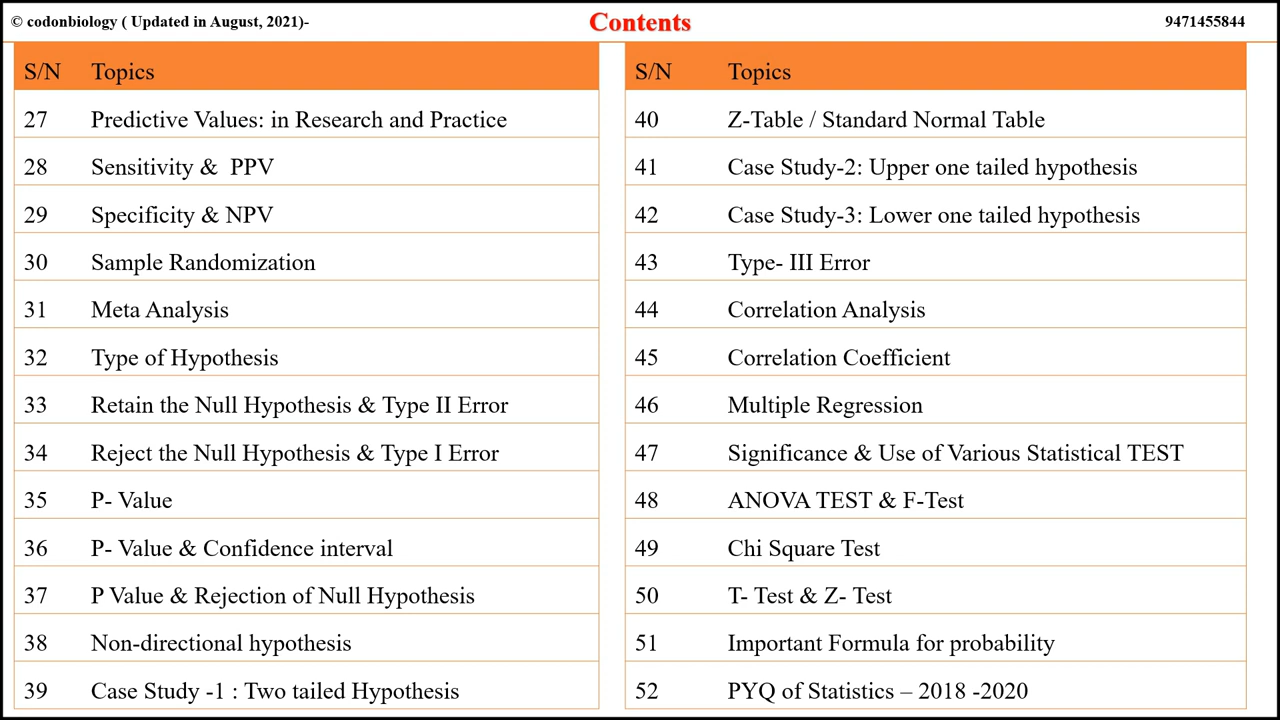 © codonbiology ( Updated in August, 2021)-
Contents
9471455844
S/N Topics
27 Predictive Values: in Research and Practice
28 Sensitivity & PPV
29 Specificity & NPV
30 Sample Randomization
31 Meta Analysis
32 Type of Hypothesis
33 Retain the Null Hypothesis & Type II Error
34 Reject the Null Hypothesis & Type I Error
35 P- Value
36 P- Value & Confidence interval
37 P Value & Rejection of Null Hypothesis
38 Non-directional hypothesis
39 Case Study -1 : Two tailed Hypothesis
S/N Topics
40 Z-Table / Standard Normal Table
41 Case Study-2: Upper one tailed hypothesis
42 Case Study-3: Lower one tailed hypothesis
43 Type- III Error
44 Correlation Analysis
45 Correlation Coefficient
46 Multiple Regression
47 Significance & Use of Various Statistical TEST
48 ANOVA TEST & F-Test
49 Chi Square Test
50 T- Test & Z- Test
51 Important Formula for probability
52 PYQ of Statistics – 2018 -2020